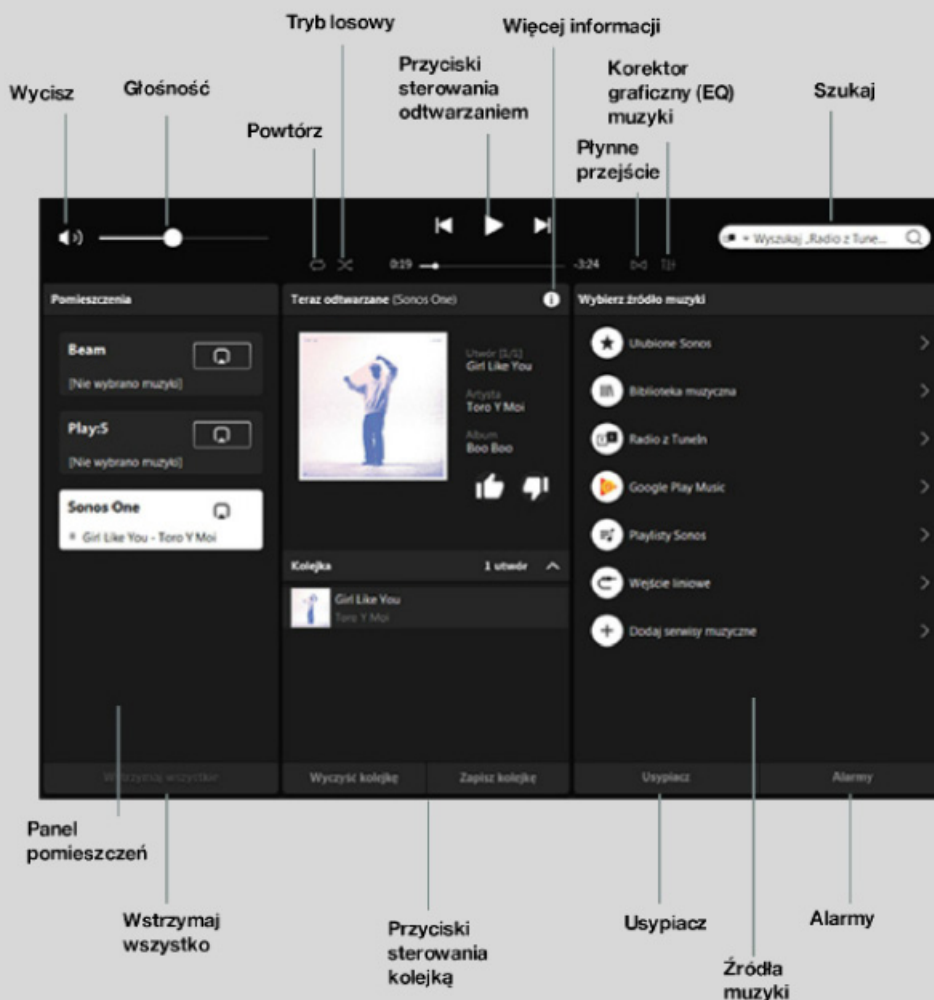 Tryb losowy
Więcej informacji
Wycisz
Głośność
Przyciski
sterowania
odtwarzaniem
Korektor
graficzny (EQ)
muzyki
Szukaj
Powtórz
Płynne
przejście
Wyszukaj „Radio z Tune...
0:19
-3:24
Pomieszczenia
Beam
[Nie wybrano muzyki]
Play:5
[Nie wybrano muzyki]
Sonos One
Girl Like You - Toro Y Moi
Wstrzymaj wszystkie
Teraz odtwarzane (Sonos One)
Utwór [1/1]
Girl Like You
Artysta
Toro Y Moi
Album
Boo Boo
Kolejka 1 utwór
Girl Like You
Toro Y Moi
Wyczyść kolejkę Zapisz kolejkę
Wybierz źródło muzyki
Ulubione Sonos
Biblioteka muzyczna
Radio z TuneIn
Google Play Music
Playlisty Sonos
Wejście liniowe
Dodaj serwisy muzyczne
Usypiacz Alarmy
Panel
pomieszczeń
Wstrzymaj
wszystko
Przyciski
sterowania
kolejką
Usypiacz
Alarmy
Źródła
muzyki